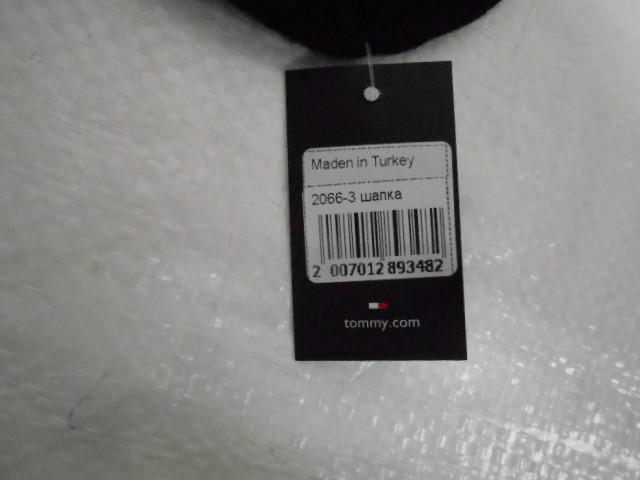 Maden in Turkey
2066-3 шапка
2 007012 893482
tommy.com